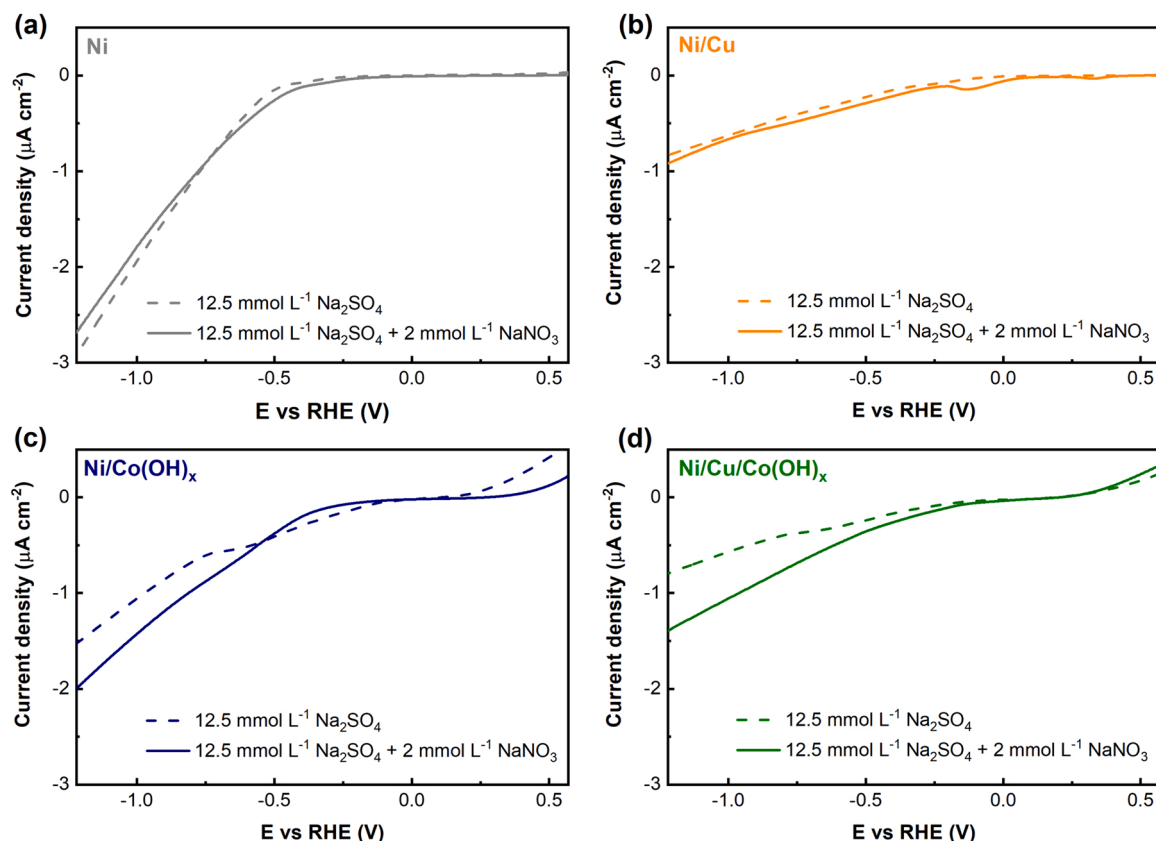 (a)
Ni
0
-1
-2
-3
Current density (μA cm⁻²)
12.5 mmol L⁻¹ Na₂SO₄
12.5 mmol L⁻¹ Na₂SO₄ + 2 mmol L⁻¹ NaNO₃
-1.0
-0.5
0.0
0.5
E vs RHE (V)
(b)
Ni/Cu
0
-1
-2
-3
Current density (μA cm⁻²)
12.5 mmol L⁻¹ Na₂SO₄
12.5 mmol L⁻¹ Na₂SO₄ + 2 mmol L⁻¹ NaNO₃
-1.0
-0.5
0.0
0.5
E vs RHE (V)
(c)
Ni/Co(OH)ₓ
0
-1
-2
-3
Current density (μA cm⁻²)
12.5 mmol L⁻¹ Na₂SO₄
12.5 mmol L⁻¹ Na₂SO₄ + 2 mmol L⁻¹ NaNO₃
-1.0
-0.5
0.0
0.5
E vs RHE (V)
(d)
Ni/Cu/Co(OH)ₓ
0
-1
-2
-3
Current density (μA cm⁻²)
12.5 mmol L⁻¹ Na₂SO₄
12.5 mmol L⁻¹ Na₂SO₄ + 2 mmol L⁻¹ NaNO₃
-1.0
-0.5
0.0
0.5
E vs RHE (V)